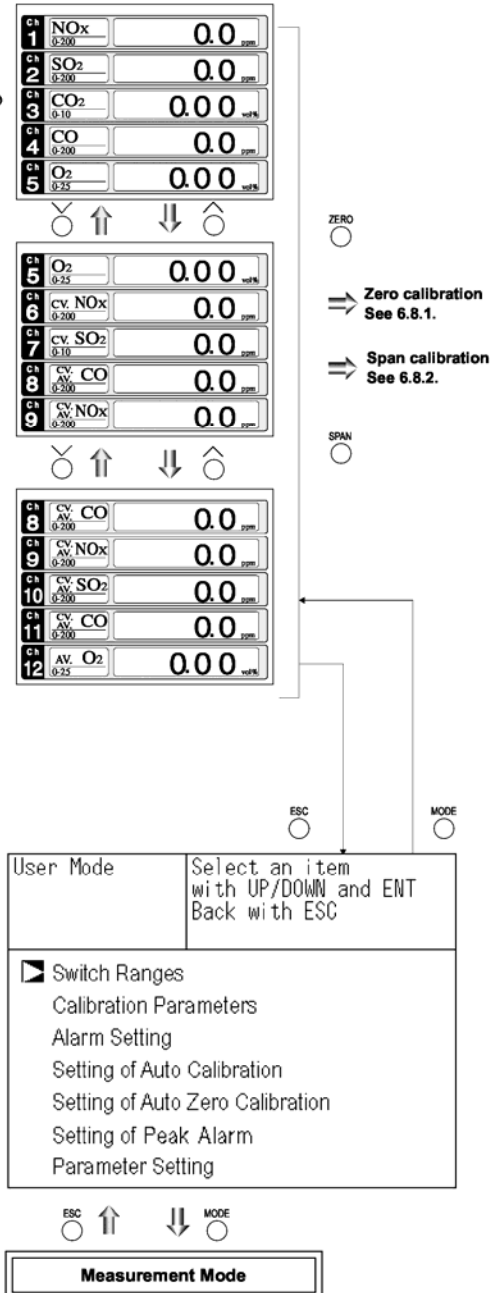 Ch 1 NOx 0-200 0.0 ppm
Ch 2 SO2 0-200 0.0 ppm
Ch 3 CO2 0-10 0.00 vol%
Ch 4 CO 0-200 0.0 ppm
Ch 5 O2 0-25 0.00 vol%
Ch 5 O2 0-25 0.00 vol%
Ch 6 CV. NOx 0-200 0.0 ppm
Ch 7 CV. SO2 0-10 0.0 ppm
Ch 8 CV. AV. CO 0-200 0.0 ppm
Ch 9 CV. AV. NOx 0-200 0.0 ppm
Ch 8 CV. AV. CO 0-200 0.0 ppm
Ch 9 CV. AV. NOx 0-200 0.0 ppm
Ch 10 CV. AV. SO2 0-200 0.0 ppm
Ch 11 CV. AV. CO 0-200 0.0 ppm
Ch 12 AV. O2 0-25 0.00 vol%
ZERO
Zero calibration
See 6.8.1.
Span calibration
See 6.8.2.
SPAN
ESC
MODE
User Mode
Select an item
with UP/DOWN and ENT
Back with ESC
Switch Ranges
Calibration Parameters
Alarm Setting
Setting of Auto Calibration
Setting of Auto Zero Calibration
Setting of Peak Alarm
Parameter Setting
ESC
MODE
Measurement Mode